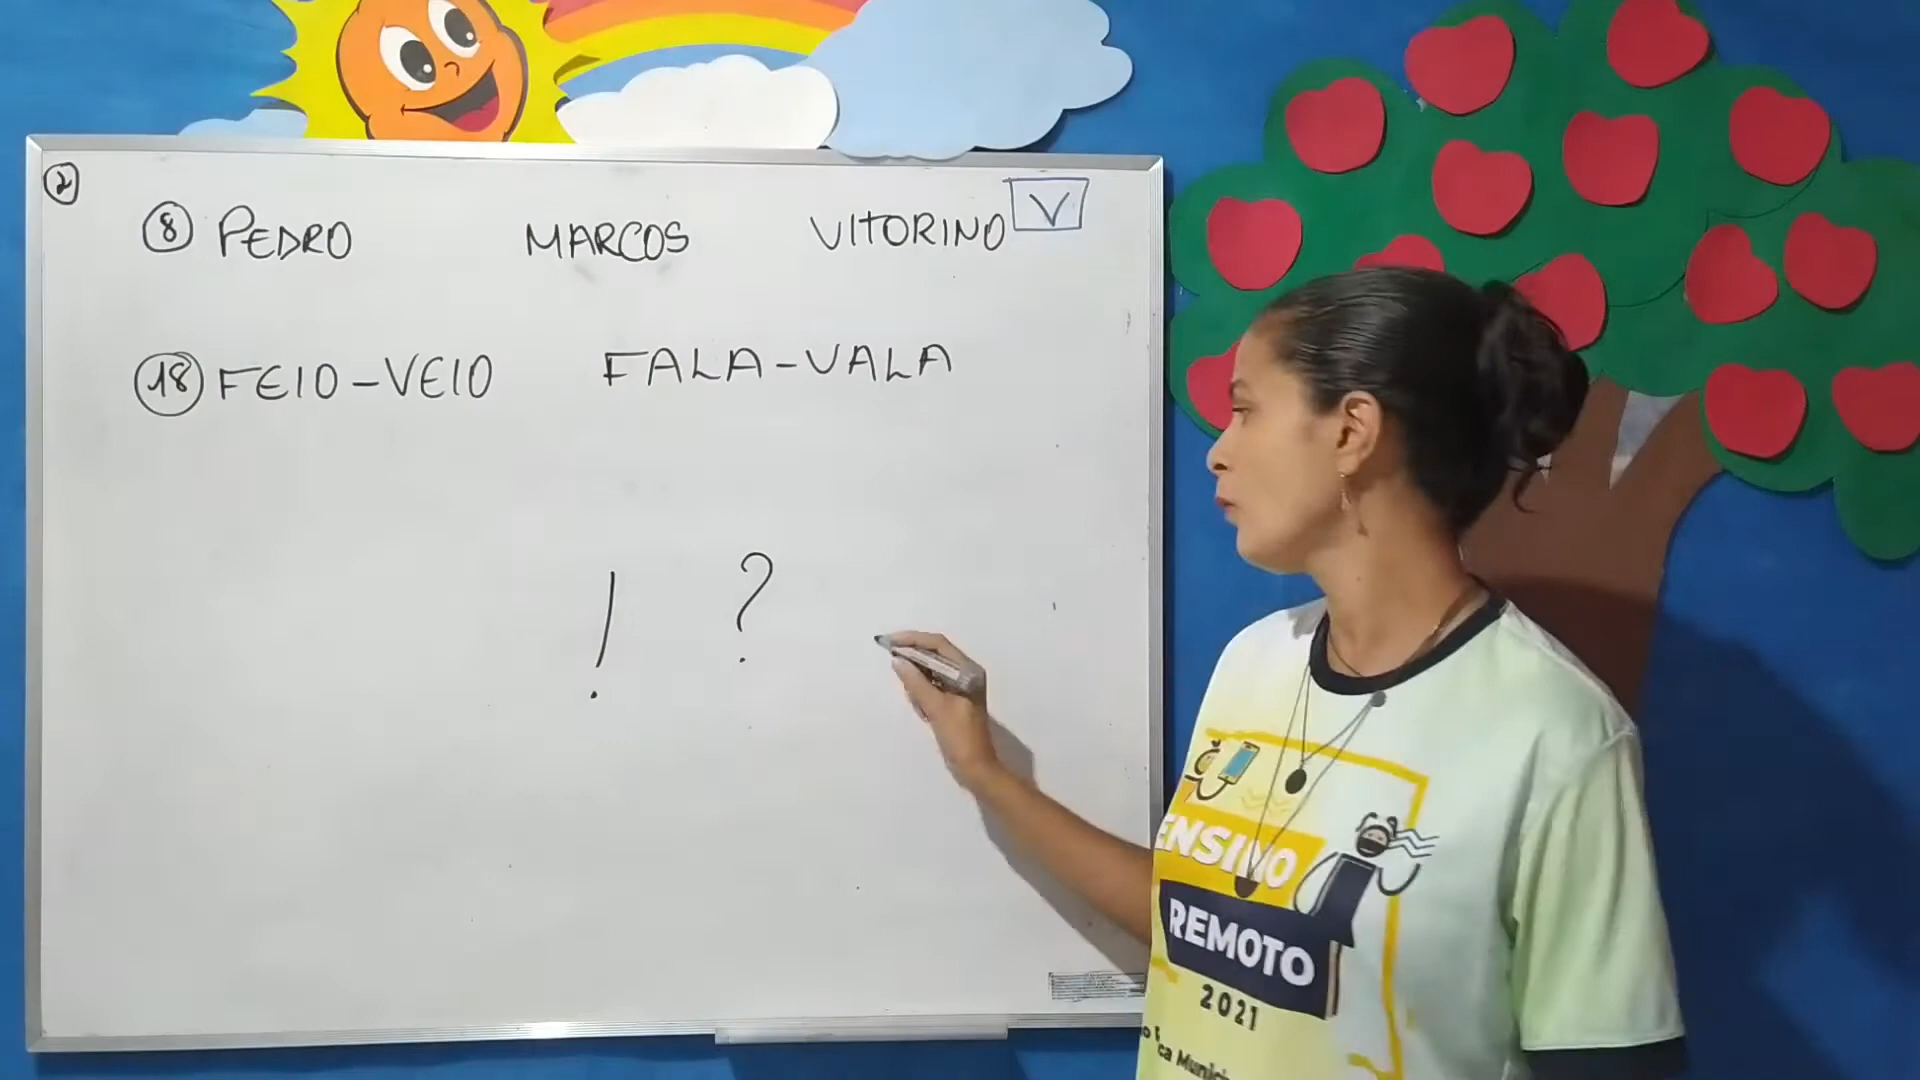 2
8 PEDRO MARCOS VITORINO V
18 FEIO-VEIO FALA-VALA
! ?
ENSINO
REMOTO
2021